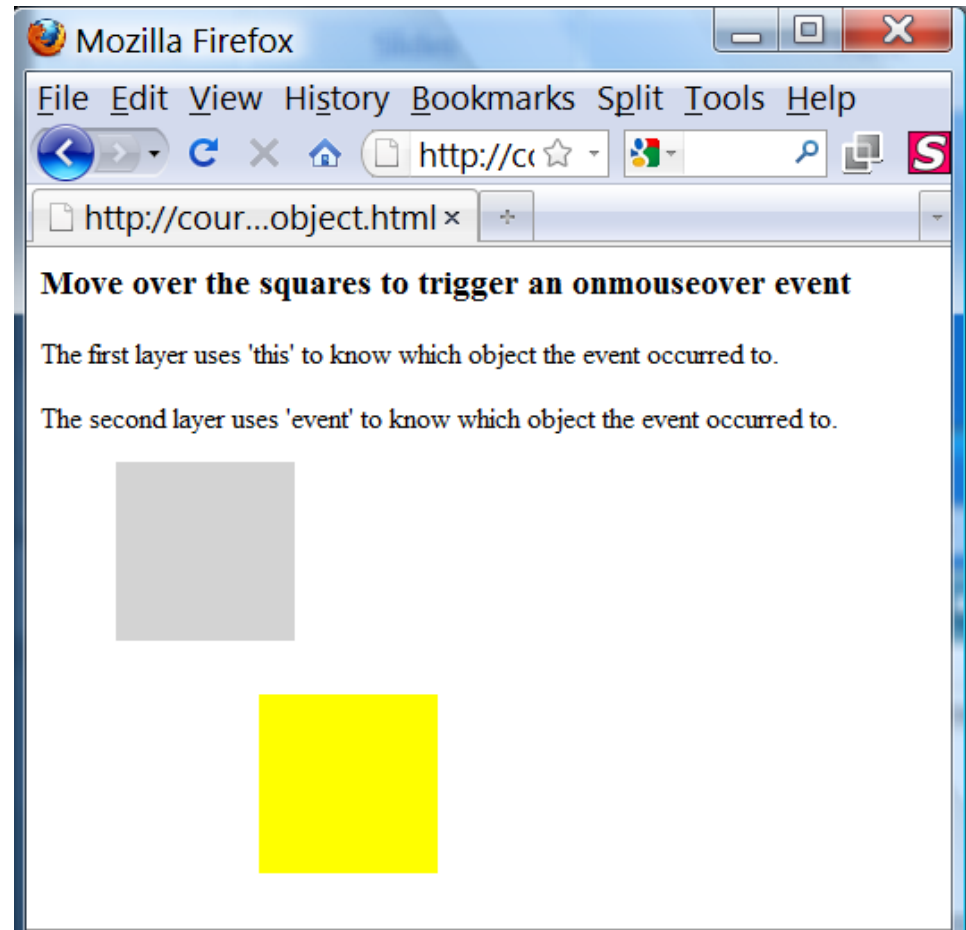 Mozilla Firefox
File Edit View History Bookmarks Split Tools Help
http://c
S
http://cour...object.html
Move over the squares to trigger an onmouseover event
The first layer uses 'this' to know which object the event occurred to.
The second layer uses 'event' to know which object the event occurred to.